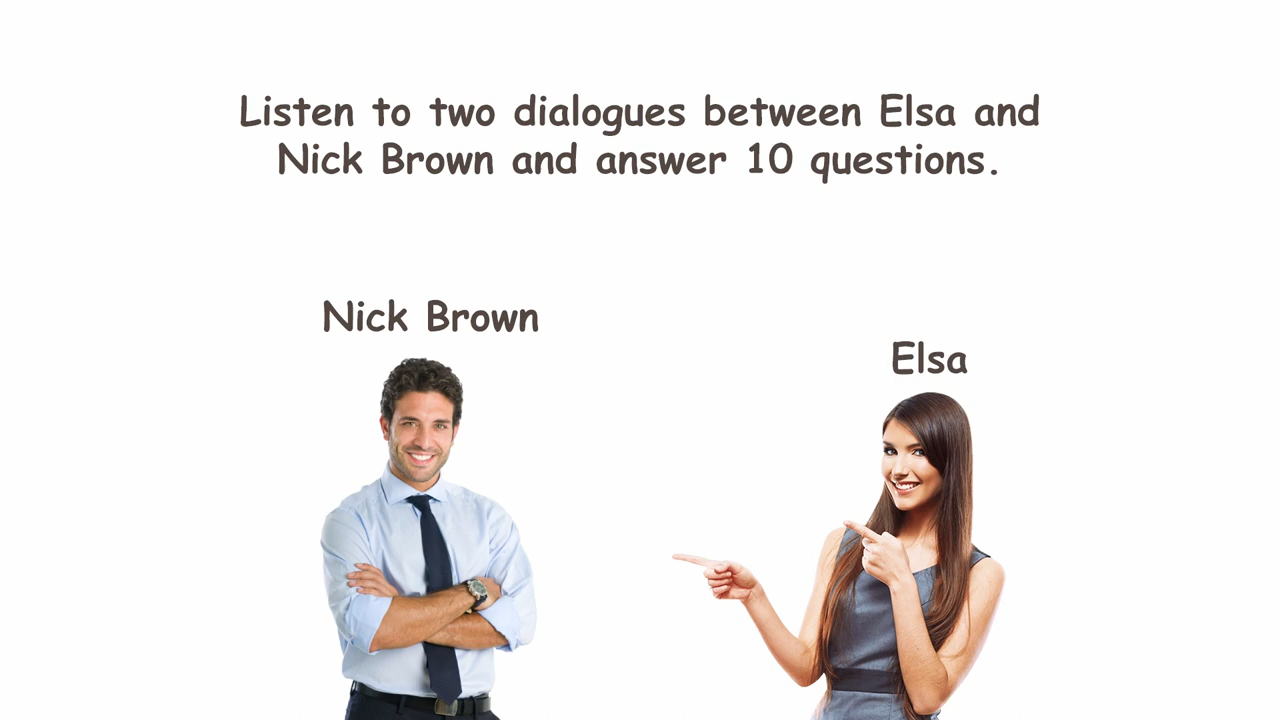 Listen to two dialogues between Elsa and
Nick Brown and answer 10 questions.
Nick Brown
Elsa